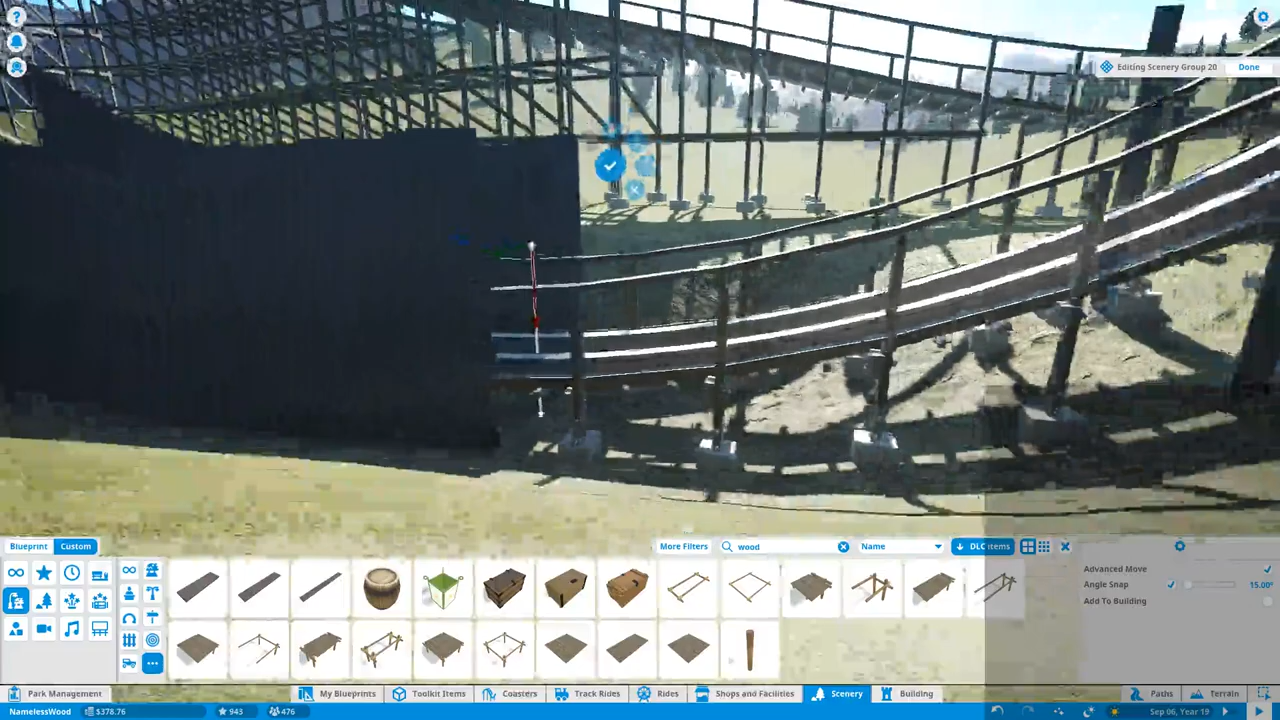 ?
Editing Scenery Group 20 Done
Blueprint Custom More Filters wood Name DLC Items
Advanced Move
Angle Snap 15.00°
Add To Building
Park Management My Blueprints Toolkit Items Coasters Track Rides Rides Shops and Facilities Scenery Building Paths Terrain
NamelessWood $378.76 943 476 Sep 06, Year 19